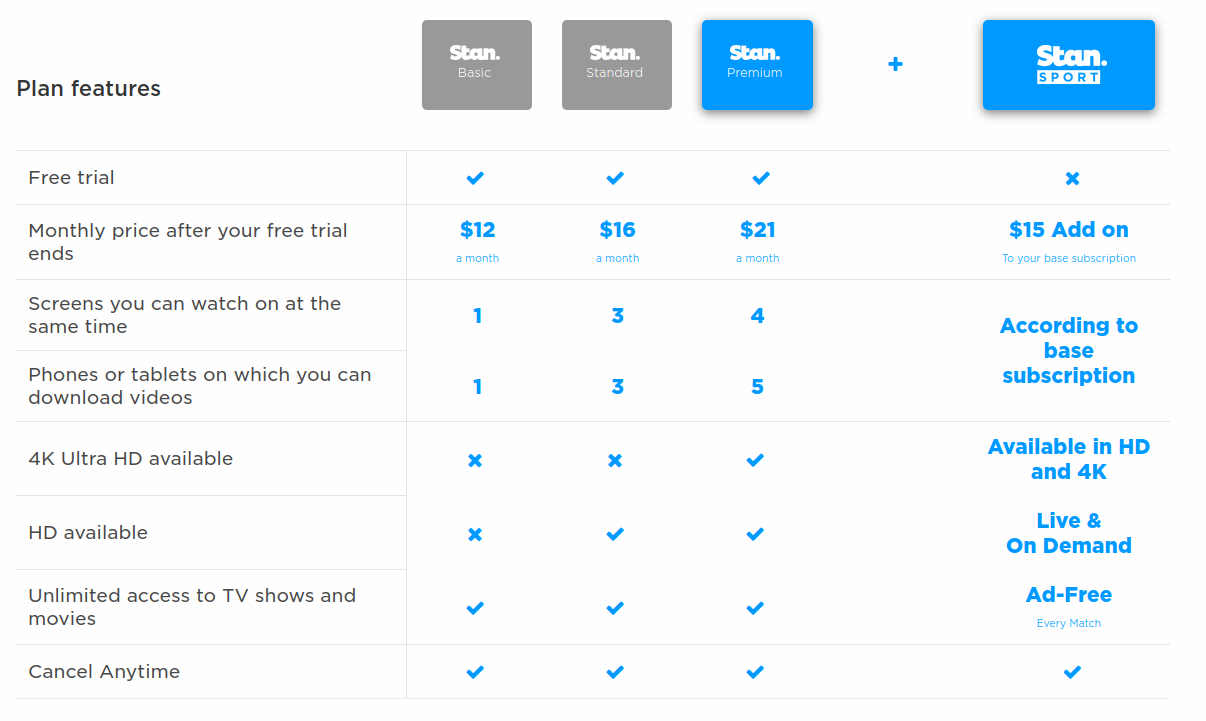 Plan features
Stan.
Basic
Stan.
Standard
Stan.
Premium
+
Stan.
SPORT
Free trial
Monthly price after your free trial
ends
$12
a month
$16
a month
$21
a month
$15 Add on
To your base subscription
Screens you can watch on at the
same time
1
3
4
According to
base
subscription
Phones or tablets on which you can
download videos
1
3
5
4K Ultra HD available
Available in HD
and 4K
HD available
Live &
On Demand
Unlimited access to TV shows and
movies
Ad-Free
Every Match
Cancel Anytime